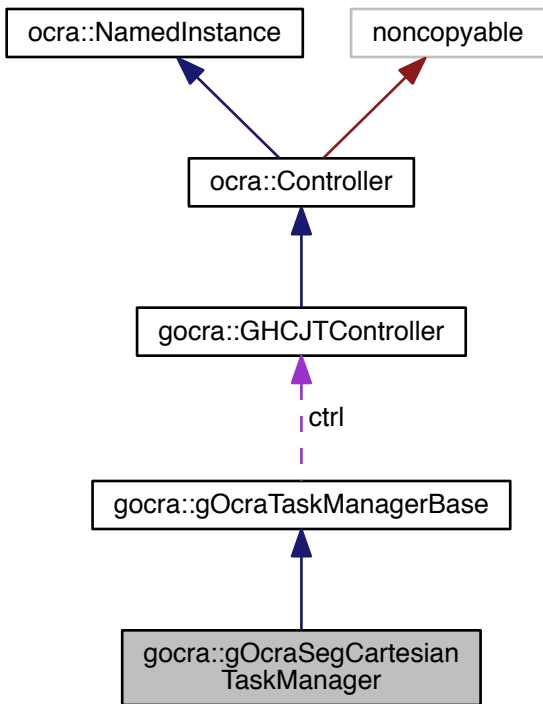 ocra::NamedInstance
noncopyable
ocra::Controller
gocra::GHCJTController
ctrl
gocra::gOcraTaskManagerBase
gocra::gOcraSegCartesian
TaskManager